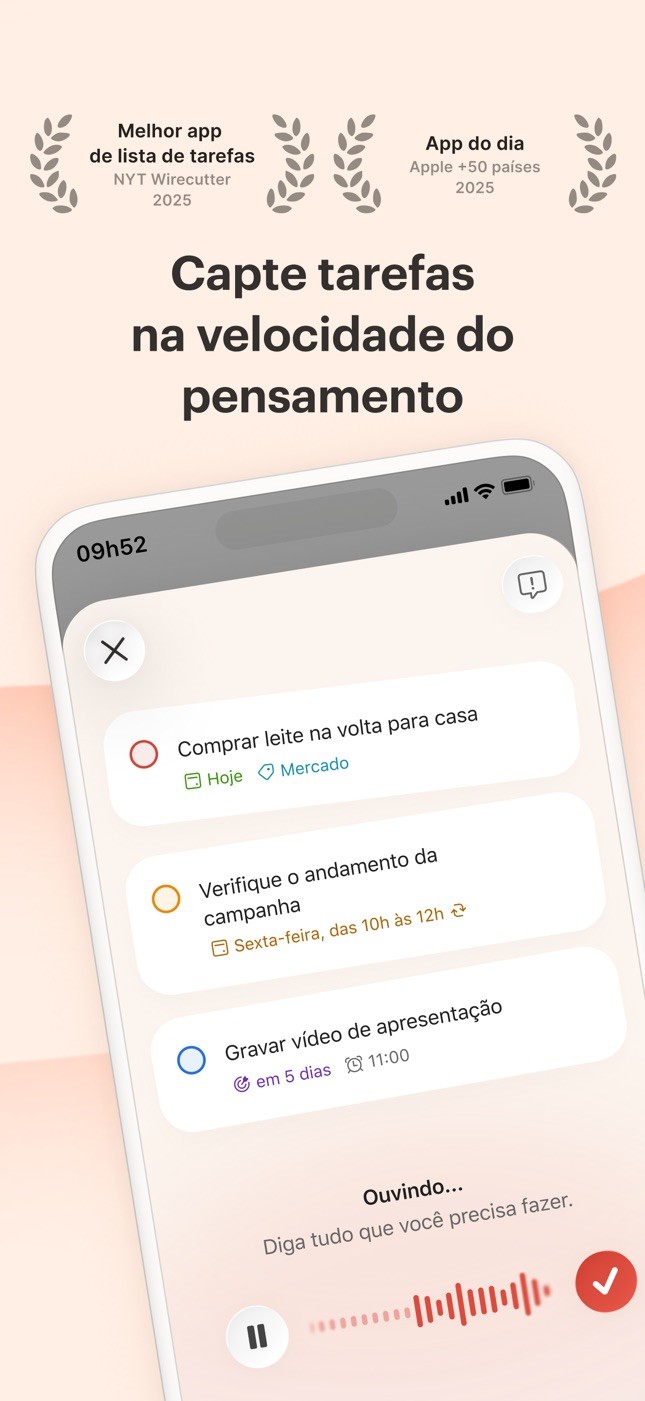 Melhor app
de lista de tarefas
NYT Wirecutter
2025
App do dia
Apple +50 países
2025
Capte tarefas
na velocidade do
pensamento
09h52
Comprar leite na volta para casa
Hoje Mercado
Verifique o andamento da
campanha
Sexta-feira, das 10h às 12h
Gravar vídeo de apresentação
em 5 dias 11:00
Ouvindo...
Diga tudo que você precisa fazer.